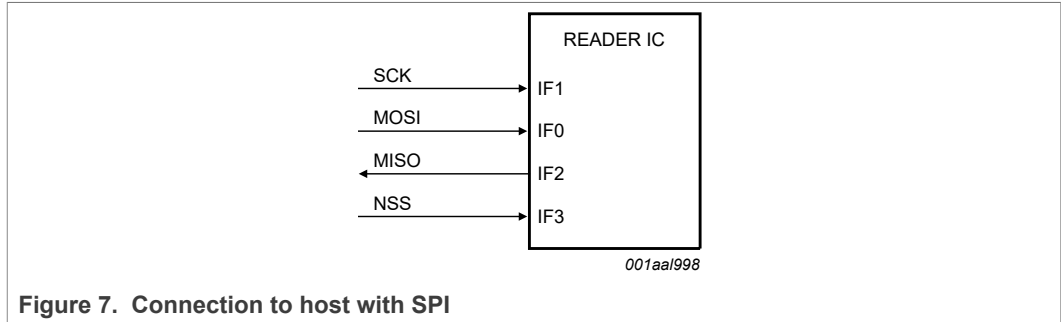 READER IC
SCK
IF1
MOSI
IF0
MISO
IF2
NSS
IF3
001aal998
Figure 7. Connection to host with SPI